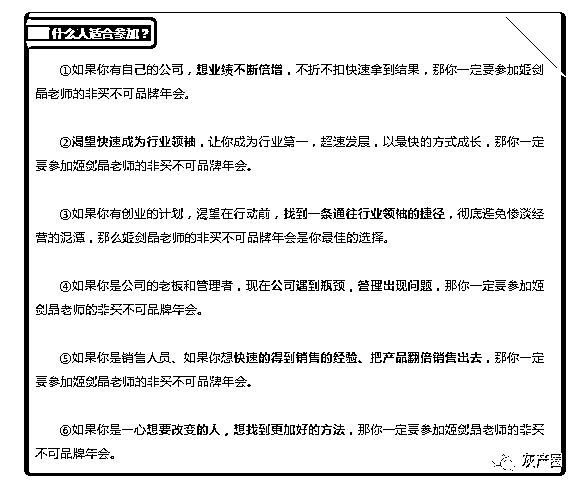 什么人适合参加？
①如果你有自己的公司，想业绩不断倍增，不折不扣快速拿到结果，那你一定要参加姬剑
晶老师的非买不可品牌年会。
②渴望快速成为行业领袖，让你成为行业第一，超速发展，以最快的方式成长，那你一定
要参加姬剑晶老师的非买不可品牌年会。
③如果你有创业的计划，渴望在行动前，找到一条通往行业领袖的捷径，彻底避免惨淡经
营的泥潭，那么姬剑晶老师的非买不可品牌年会是你最佳的选择。
④如果你是公司的老板和管理者，现在公司遇到瓶颈，管理出现问题，那你一定要参加姬
剑晶老师的非买不可品牌年会。
⑤如果你是销售人员、如果你想快速的得到销售的经验、把产品翻倍销售出去，那你一定
要参加姬剑晶老师的非买不可品牌年会。
⑥如果你是一心想要改变的人，想找到更加好的方法，那你一定要参加姬剑晶老师的非买
不可品牌年会。
灰产圈